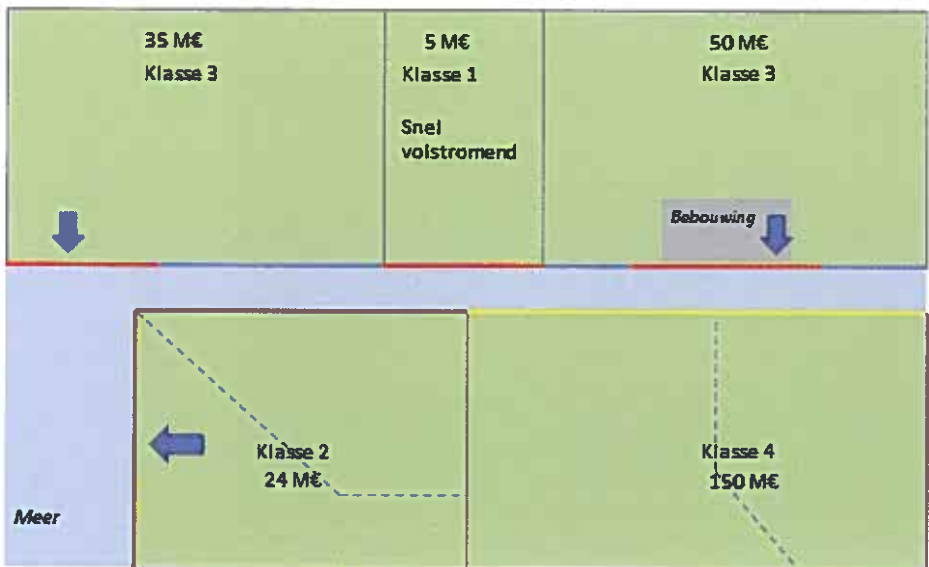 35 M€
Klasse 3
5 M€
Klasse 1
Snel
volstromend
50 M€
Klasse 3
Bebouwing
Klasse 2
24 M€
Klasse 4
150 M€
Meer